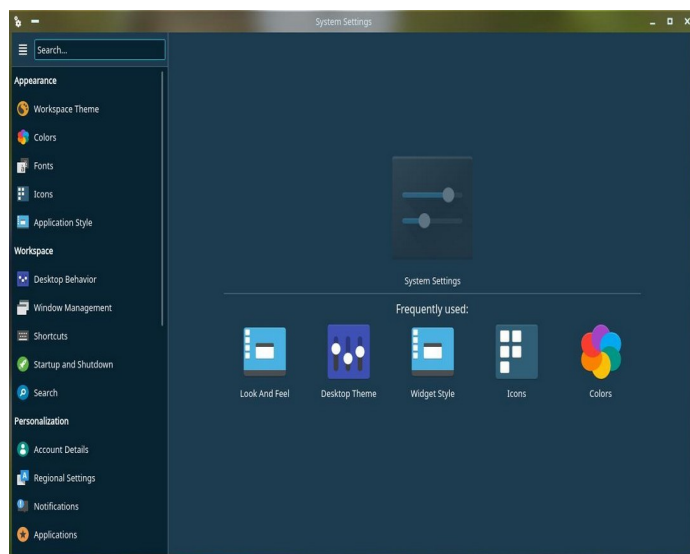 System Settings
Search...
Appearance
Workspace Theme
Colors
Fonts
Icons
Application Style
Workspace
Desktop Behavior
Window Management
Shortcuts
Startup and Shutdown
Search
Personalization
Account Details
Regional Settings
Notifications
Applications
System Settings
Frequently used:
Look And Feel
Desktop Theme
Widget Style
Icons
Colors